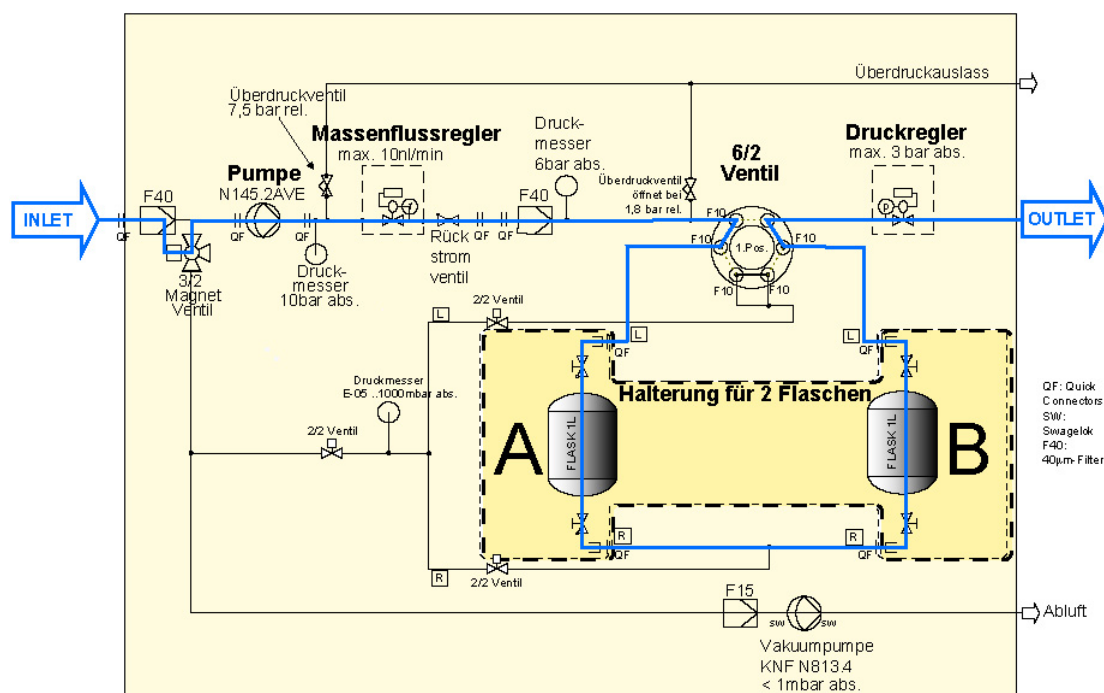 Überdruckauslass
Überdruckventil
7,5 bar rel.
Massenflussregler
max. 10nl/min
Druck-
messer
6bar abs.
6/2
Ventil
Druckregler
max. 3 bar abs.
Pumpe
N145.2AVE
Überdruckventil
öffnet bei
1,8 bar rel.
F40
F40
INLET
OUTLET
F10
F10
F10
F10
F10
F10
1.Pos.
P
QF
QF
QF
QF
QF
Rück
strom
ventil
3/2
Magnet
Ventil
Druck-
messer
10bar abs.
2/2 Ventil
L
L
L
QF
QF
Druckmesser
E-05 ..1000mbar abs.
2/2 Ventil
Halterung für 2 Flaschen
A
FLASK 1L
FLASK 1L
B
QF: Quick
Connectors
SW:
Swagelok
F40:
40µm-Filter
R
R
QF
QF
R
2/2 Ventil
F15
sw
sw
Abluft
Vakuumpumpe
KNF N813.4
< 1mbar abs.